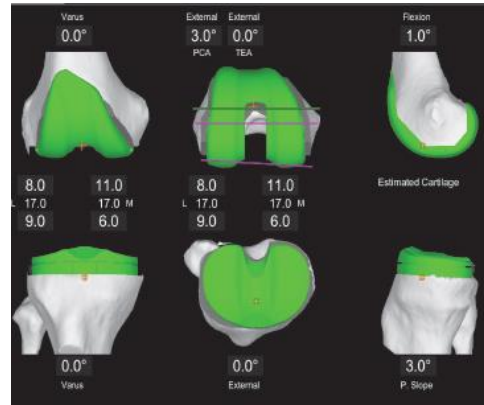 Varus External External Flexion
0.0° 3.0° 0.0° 1.0°
PCA TEA
8.0 11.0 8.0 11.0 Estimated Cartilage
L 17.0 17.0 M L 17.0 17.0 M
9.0 6.0 9.0 6.0
0.0° 0.0° 3.0°
Varus External P. Slope